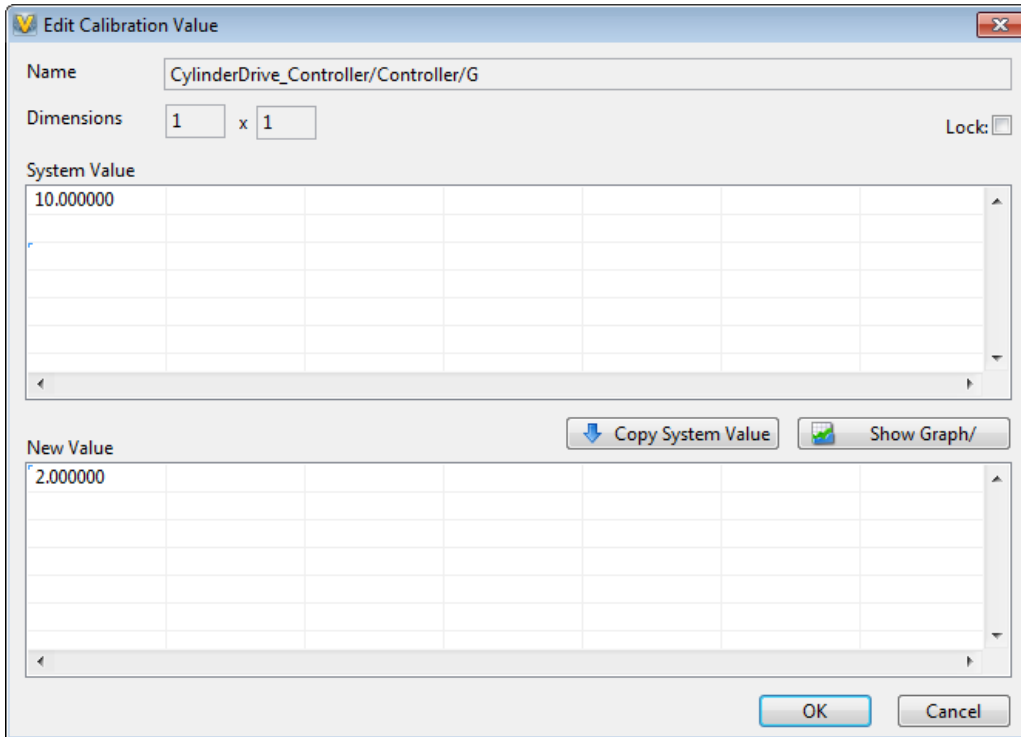 Edit Calibration Value
Name CylinderDrive_Controller/Controller/G
Dimensions 1 x 1 Lock:
System Value
10.000000
Copy System Value Show Graph/
New Value
2.000000
OK Cancel